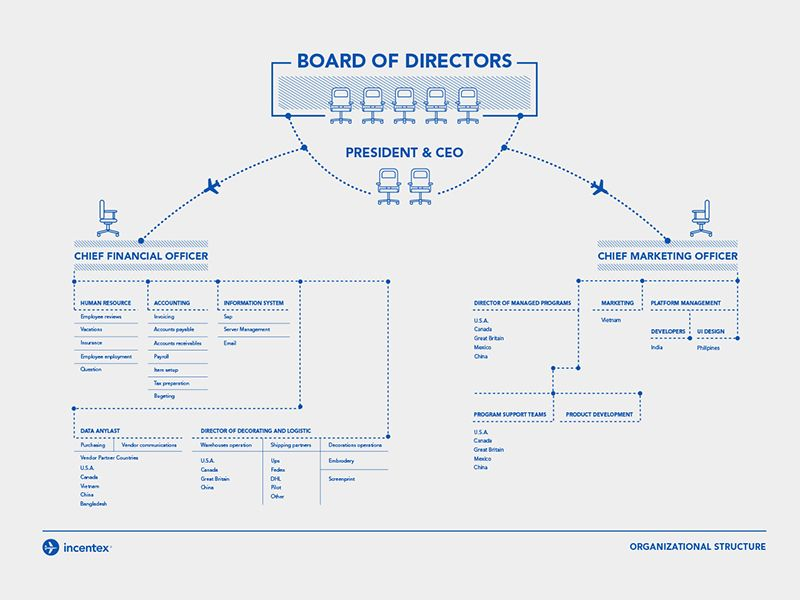 BOARD OF DIRECTORS
PRESIDENT & CEO
CHIEF FINANCIAL OFFICER
HUMAN RESOURCE
Employee reviews
Vacations
Insurance
Employee enployment
Question
ACCOUNTING
Invoicing
Accounts payable
Accounts receivables
Payroll
Item setup
Tax preparation
Bugeting
INFORMATION SYSTEM
Sap
Server Management
Email
DATA ANYLAST
Purchasing
Vendor communications
Vendor Partner Countries
U.S.A.
Canada
Vietnam
China
Bangladesh
DIRECTOR OF DECORATING AND LOGISTIC
Warehouses operation
U.S.A.
Canada
Great Britain
China
Shipping partners
Ups
Fedex
DHL
Pilot
Other
Decorations operations
Embrodery
Screenprint
CHIEF MARKETING OFFICER
DIRECTOR OF MANAGED PROGRAMS
U.S.A.
Canada
Great Britain
Mexico
China
MARKETING
Vietnam
PLATFORM MANAGEMENT
DEVELOPERS
India
UI DESIGN
Philipines
PROGRAM SUPPORT TEAMS
U.S.A.
Canada
Great Britain
Mexico
China
PRODUCT DEVELOPMENT
incentex
ORGANIZATIONAL STRUCTURE